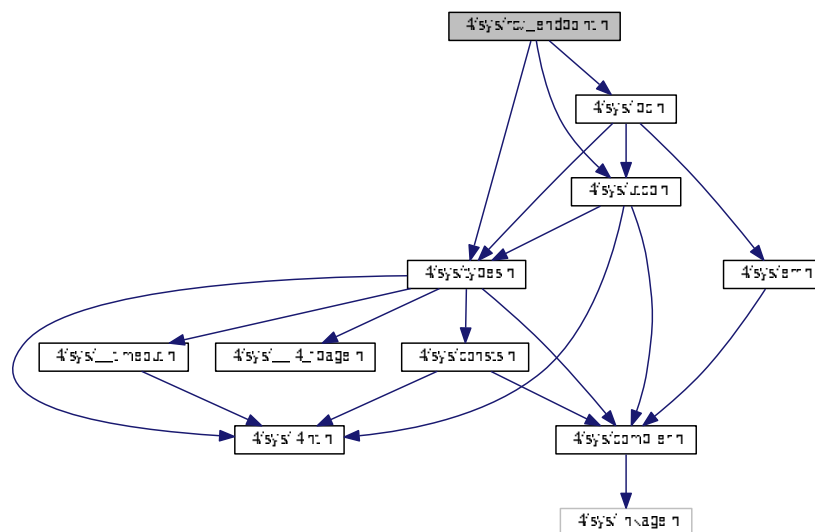 l4/sys/rcv_endpoint.h
l4/sys/ipc.h
l4/sys/utcb.h
l4/sys/types.h
l4/sys/err.h
l4/sys/__timeout.h
l4/sys/__l4_fpage.h
l4/sys/consts.h
l4/sys/l4int.h
l4/sys/compiler.h
l4/sys/linkage.h